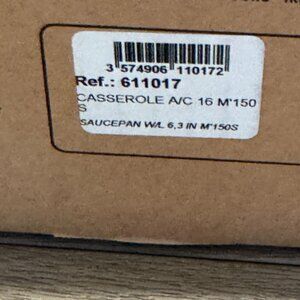 3 574906 110172
Ref.: 611017
CASSEROLE A/C 16 M'150
S
SAUCEPAN W/L 6,3 IN M'150S